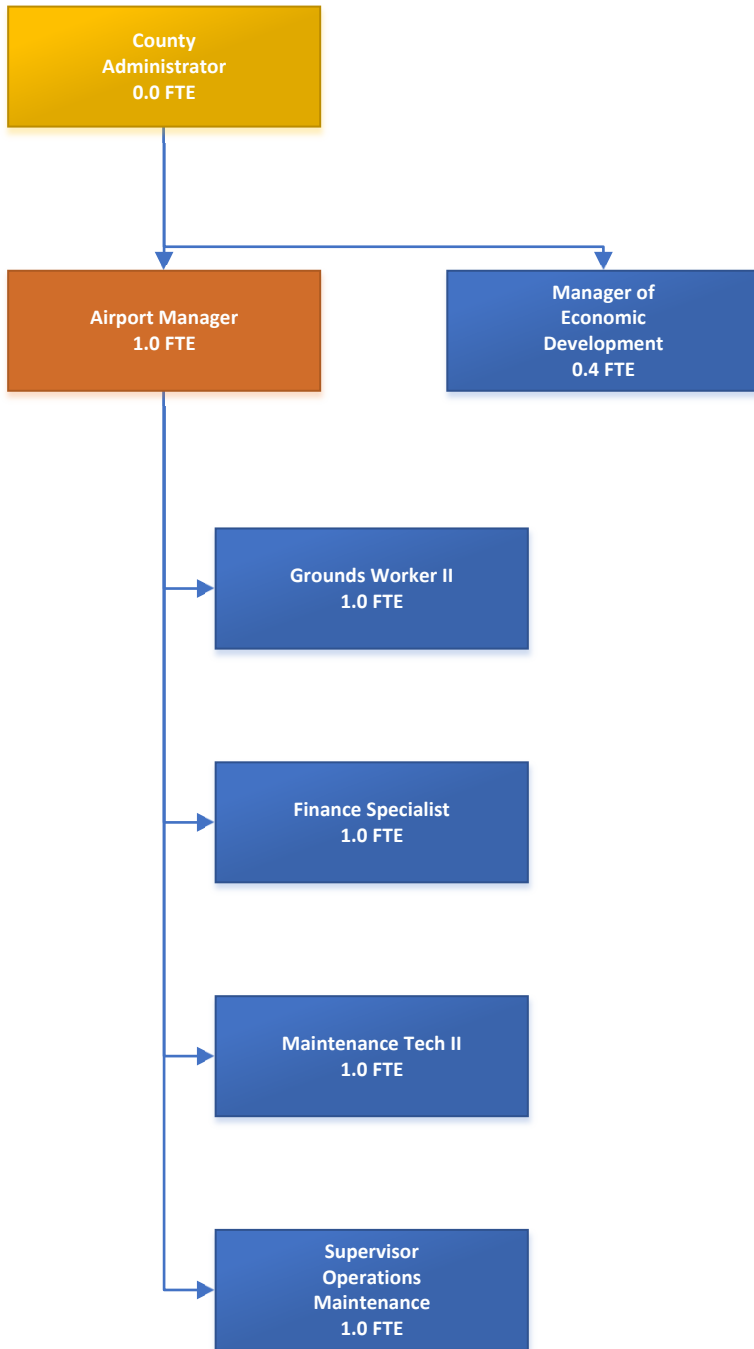 County
Administrator
0.0 FTE
Airport Manager
1.0 FTE
Manager of
Economic
Development
0.4 FTE
Grounds Worker II
1.0 FTE
Finance Specialist
1.0 FTE
Maintenance Tech II
1.0 FTE
Supervisor
Operations
Maintenance
1.0 FTE